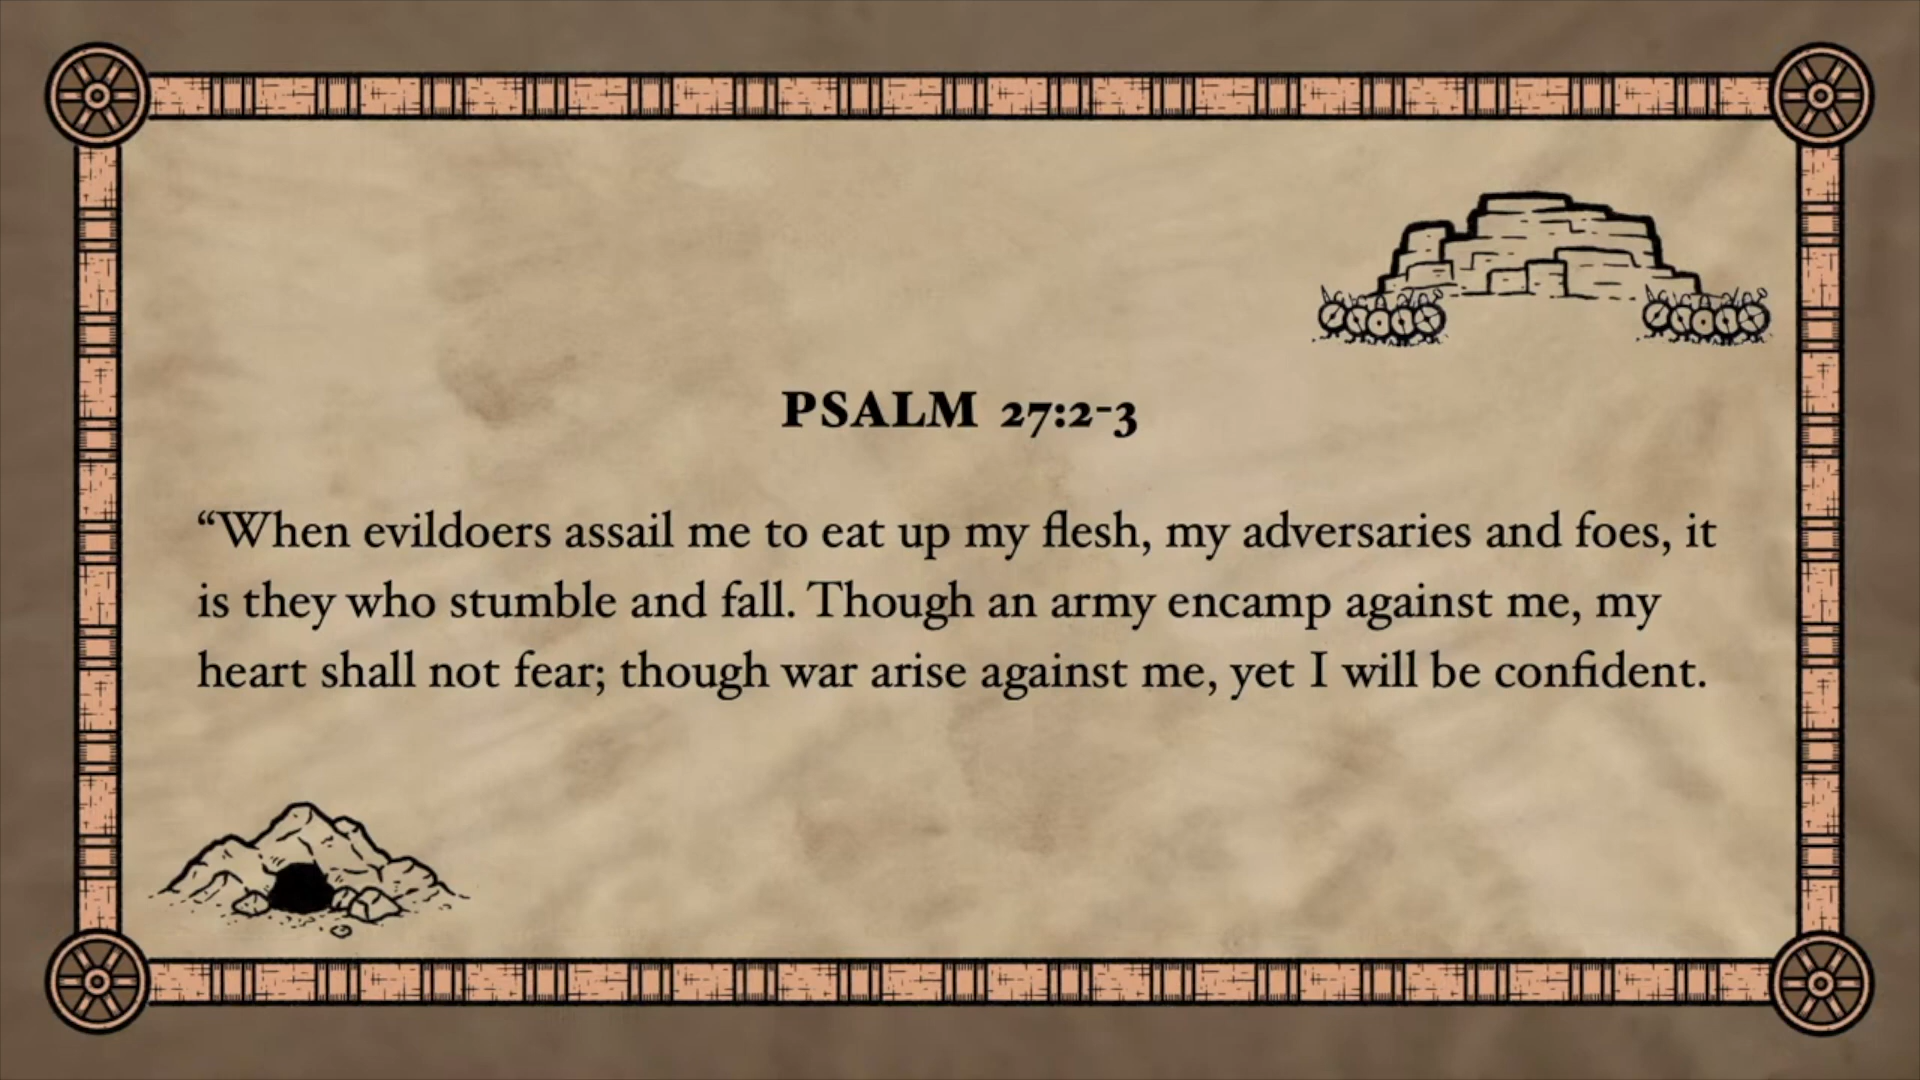 PSALM 27:2-3
“When evildoers assail me to eat up my flesh, my adversaries and foes, it
is they who stumble and fall. Though an army encamp against me, my
heart shall not fear; though war arise against me, yet I will be confident.